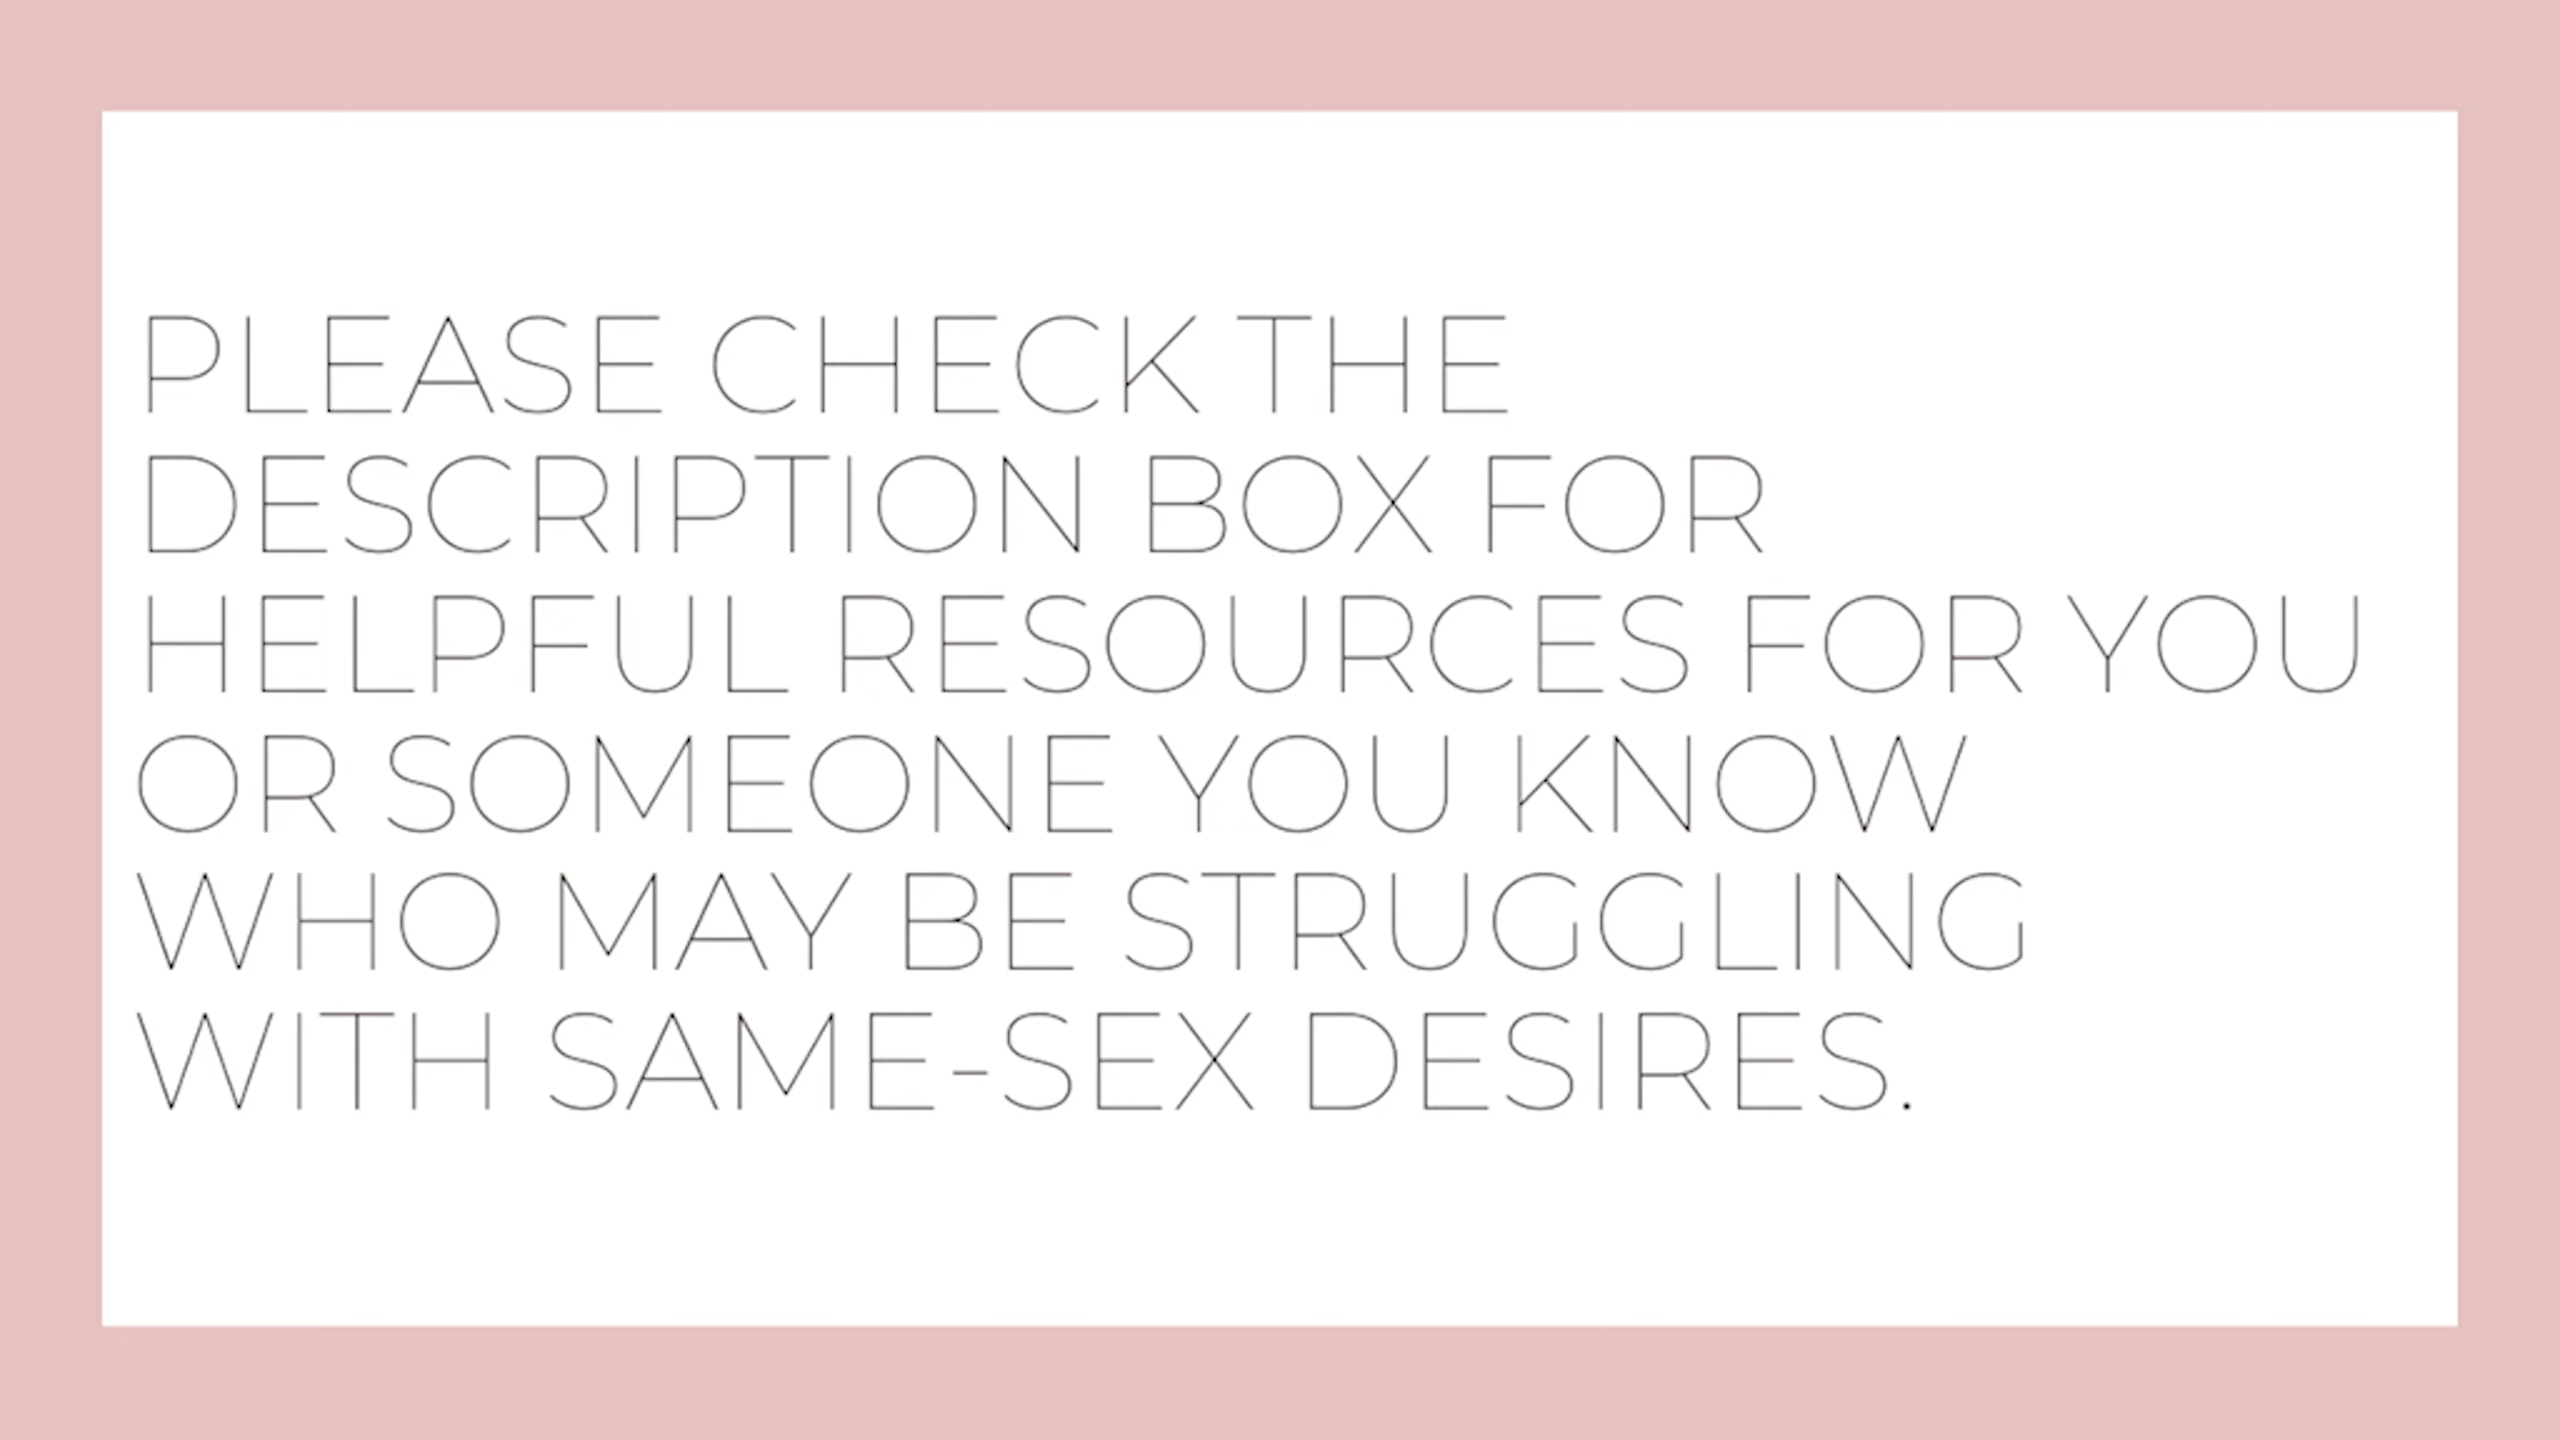 PLEASE CHECK THE
DESCRIPTION BOX FOR
HELPFUL RESOURCES FOR YOU
OR SOMEONE YOU KNOW
WHO MAY BE STRUGGLING
WITH SAME-SEX DESIRES.